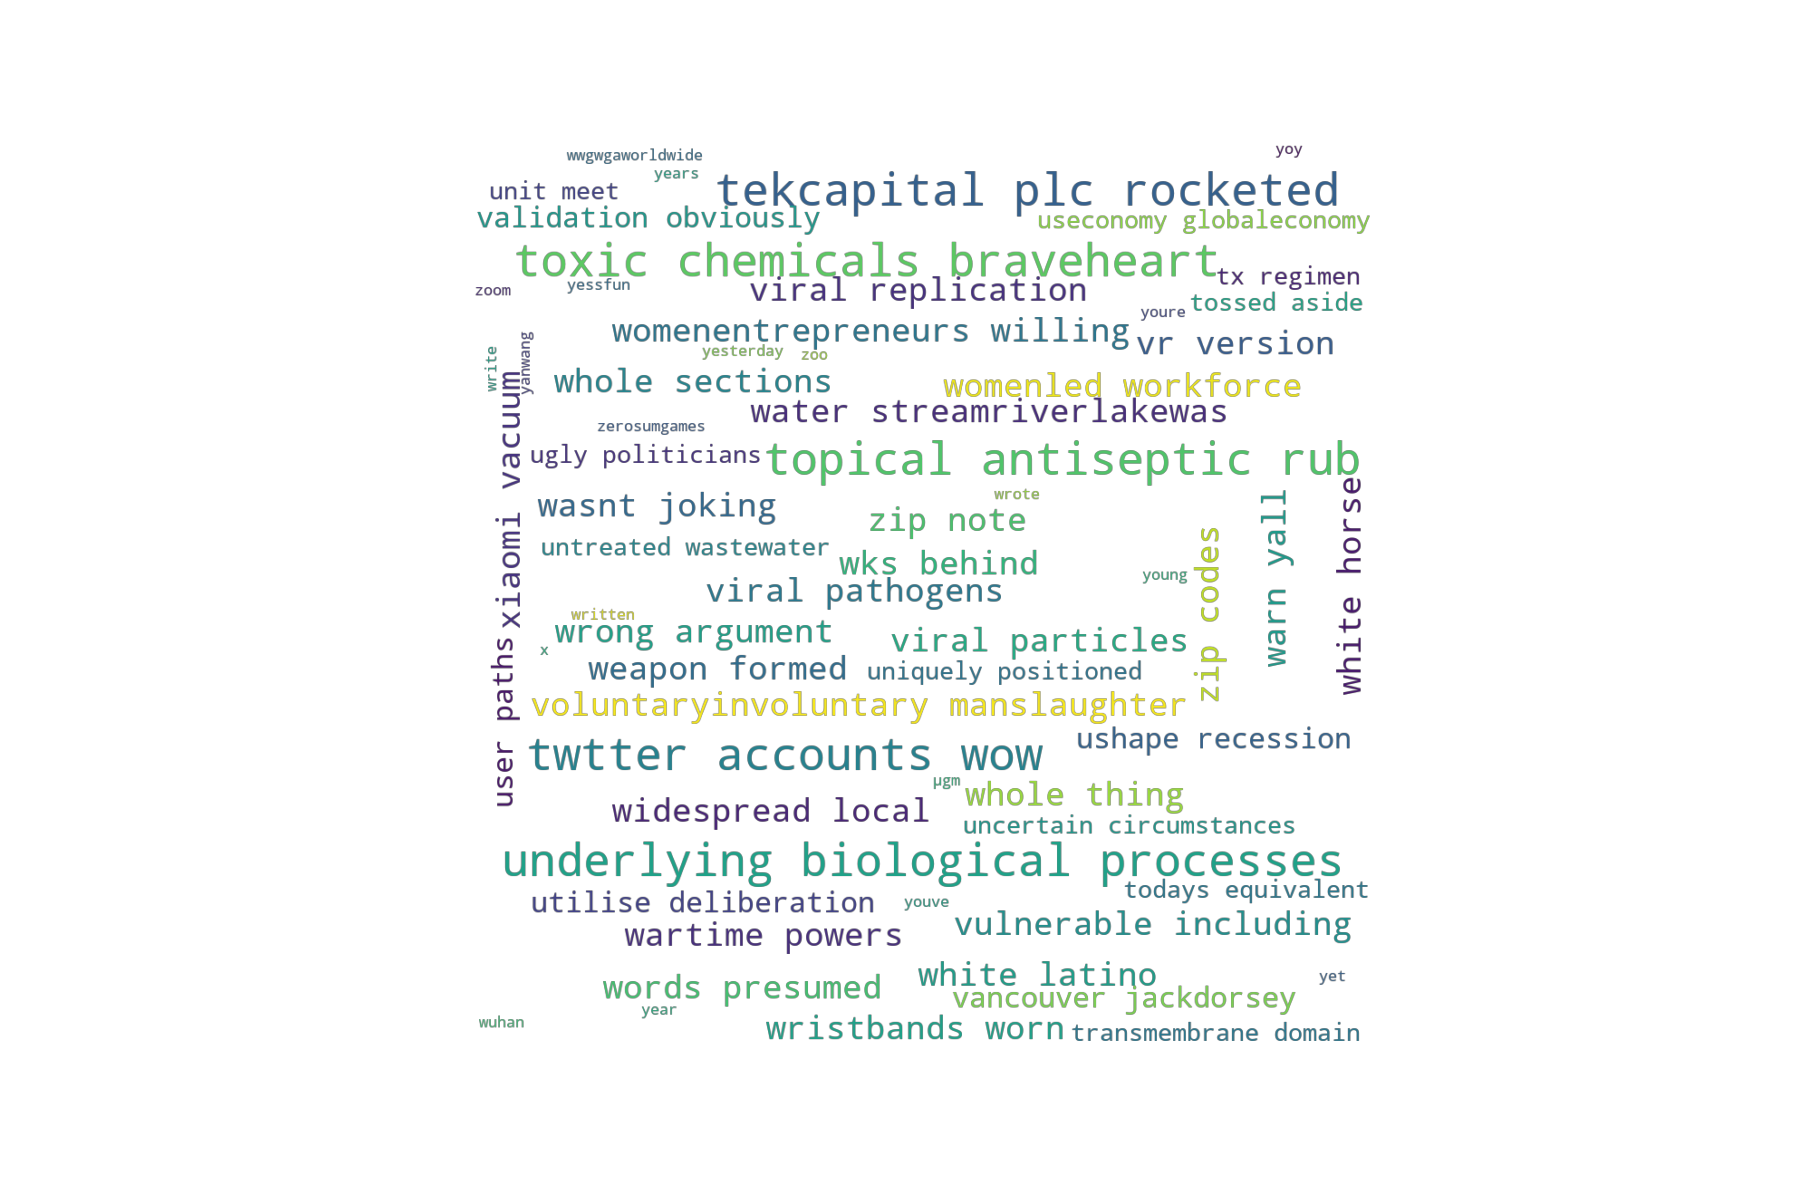 wwgwgaworldwide
yoy
years
unit meet
tekcapital plc rocketed
validation obviously
useconomy globaleconomy
toxic chemicals braveheart
tx regimen
zoom
yessfun
viral replication
tossed aside
youre
womenentrepreneurs willing
vr version
yesterday
zoo
write
yanwang
whole sections
womenled workforce
water streamriverlakewas
zerosumgames
xiaomi vacuum
ugly politicians
topical antiseptic rub
wrote
wasnt joking
zip note
white horse
warn yall
untreated wastewater
wks behind
zip codes
young
viral pathogens
written
wrong argument
viral particles
x
weapon formed
uniquely positioned
user paths
voluntaryinvoluntary manslaughter
twtter accounts wow
ushape recession
µgm
whole thing
widespread local
uncertain circumstances
underlying biological processes
todays equivalent
utilise deliberation
youve
vulnerable including
wartime powers
white latino
yet
words presumed
vancouver jackdorsey
year
wuhan
wristbands worn
transmembrane domain